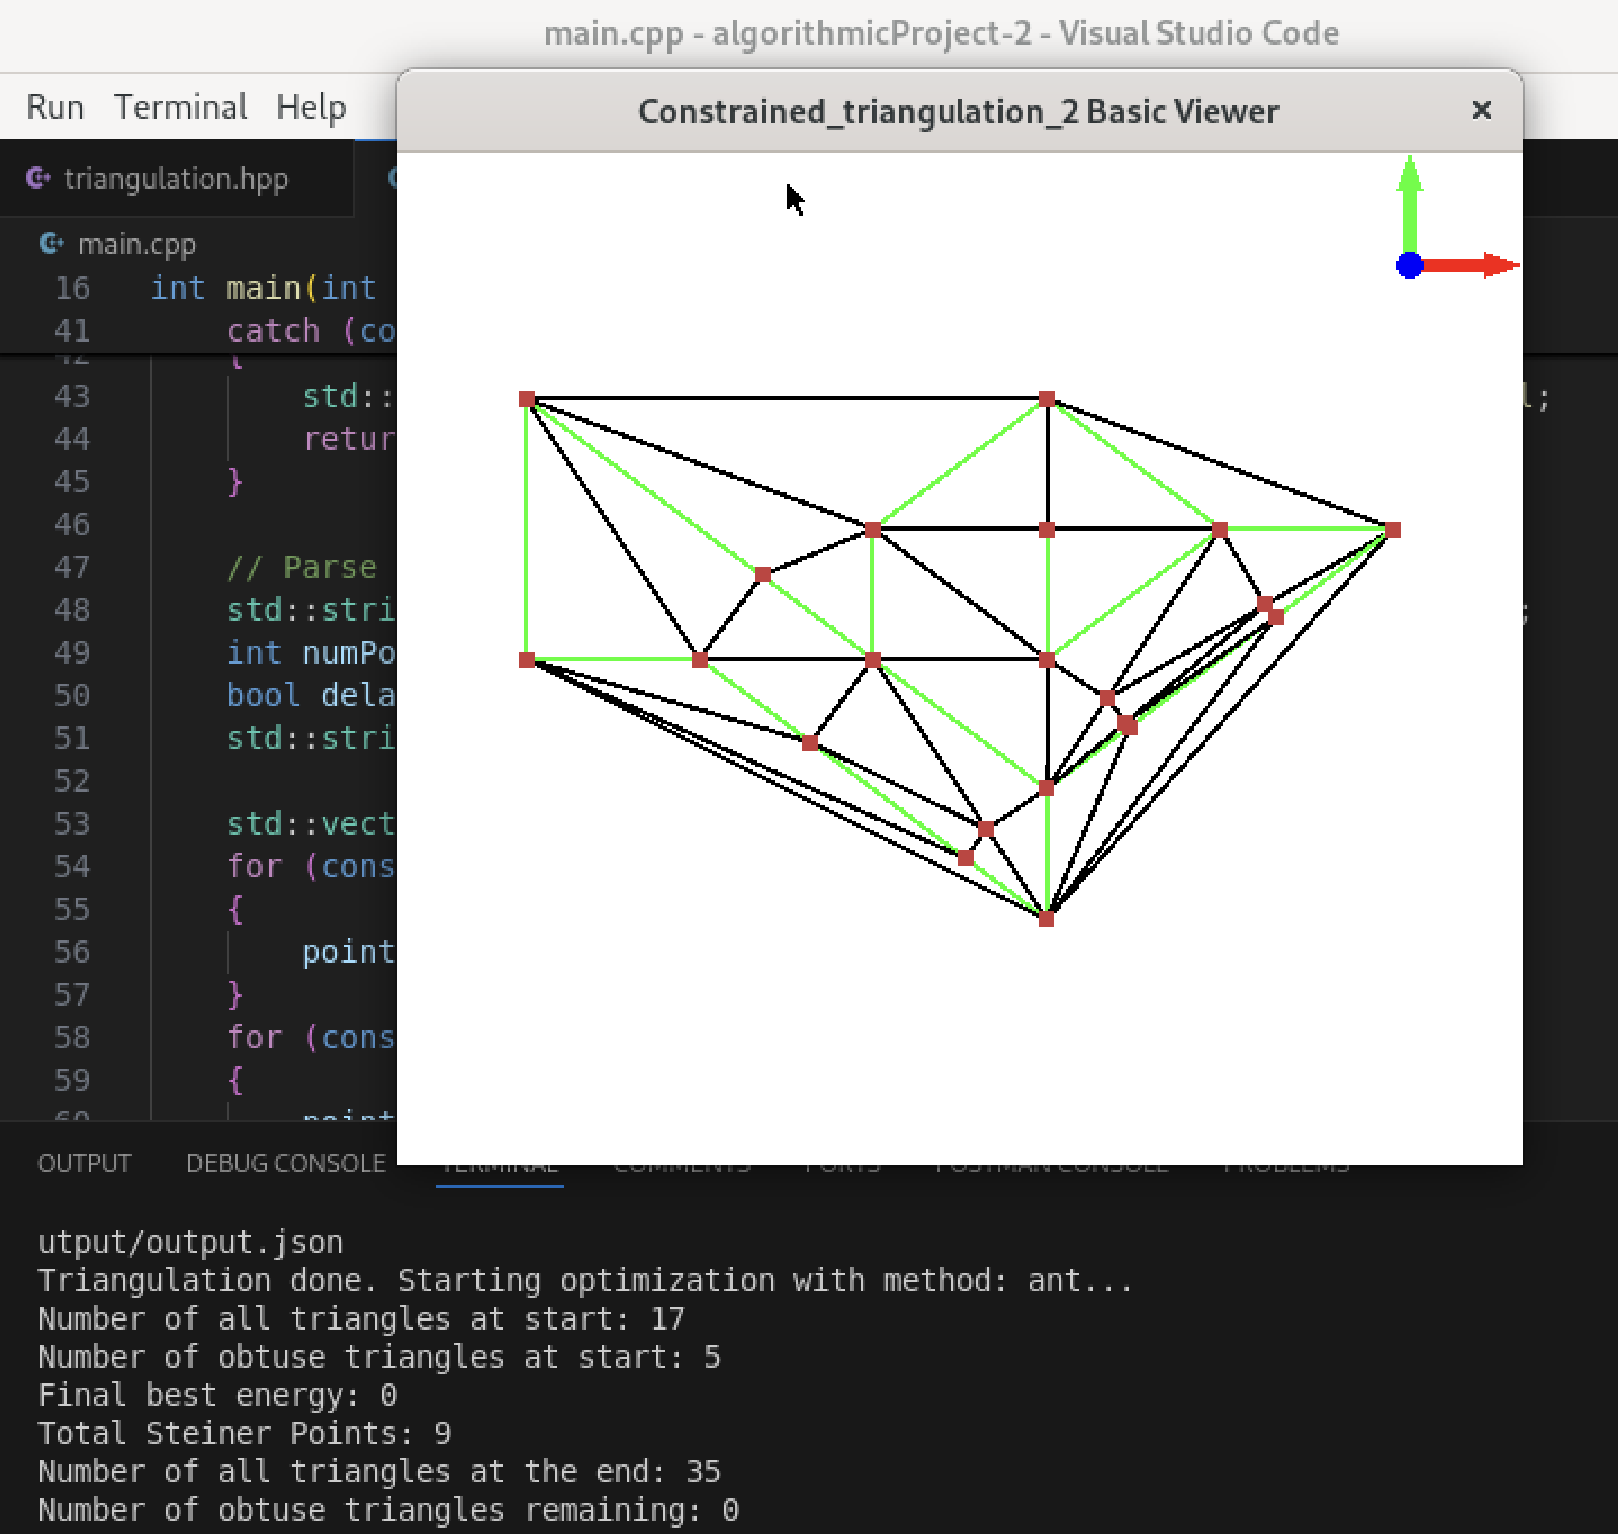 main.cpp - algorithmicProject-2 - Visual Studio Code
Run Terminal Help
Constrained_triangulation_2 Basic Viewer ×
triangulation.hpp
main.cpp
16 int main(int
41 catch (co
42 {
43 std:: l;
44 retur
45 }
46
47 // Parse
48 std::stri ;
49 int numPo
50 bool dela
51 std::stri
52
53 std::vect
54 for (cons
55 {
56 point
57 }
58 for (cons
59 {
60 point
OUTPUT DEBUG CONSOLE TERMINAL COMMENTS PORTS POSTMAN CONSOLE PROBLEMS
utput/output.json
Triangulation done. Starting optimization with method: ant...
Number of all triangles at start: 17
Number of obtuse triangles at start: 5
Final best energy: 0
Total Steiner Points: 9
Number of all triangles at the end: 35
Number of obtuse triangles remaining: 0